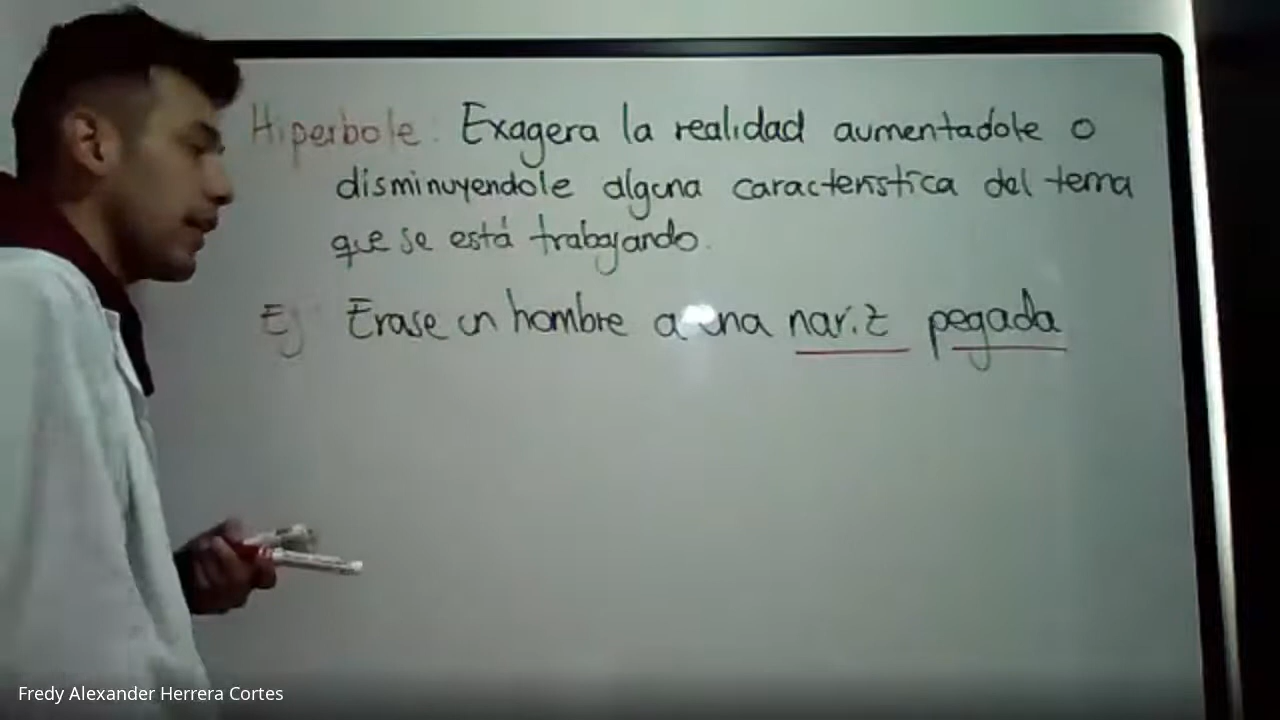 Hiperbole: Exagera la realidad aumentadole o
disminuyendole alguna caracteristica del tema
que se está trabajando.
Ej: Erase un hombre a una nariz pegada
Fredy Alexander Herrera Cortes